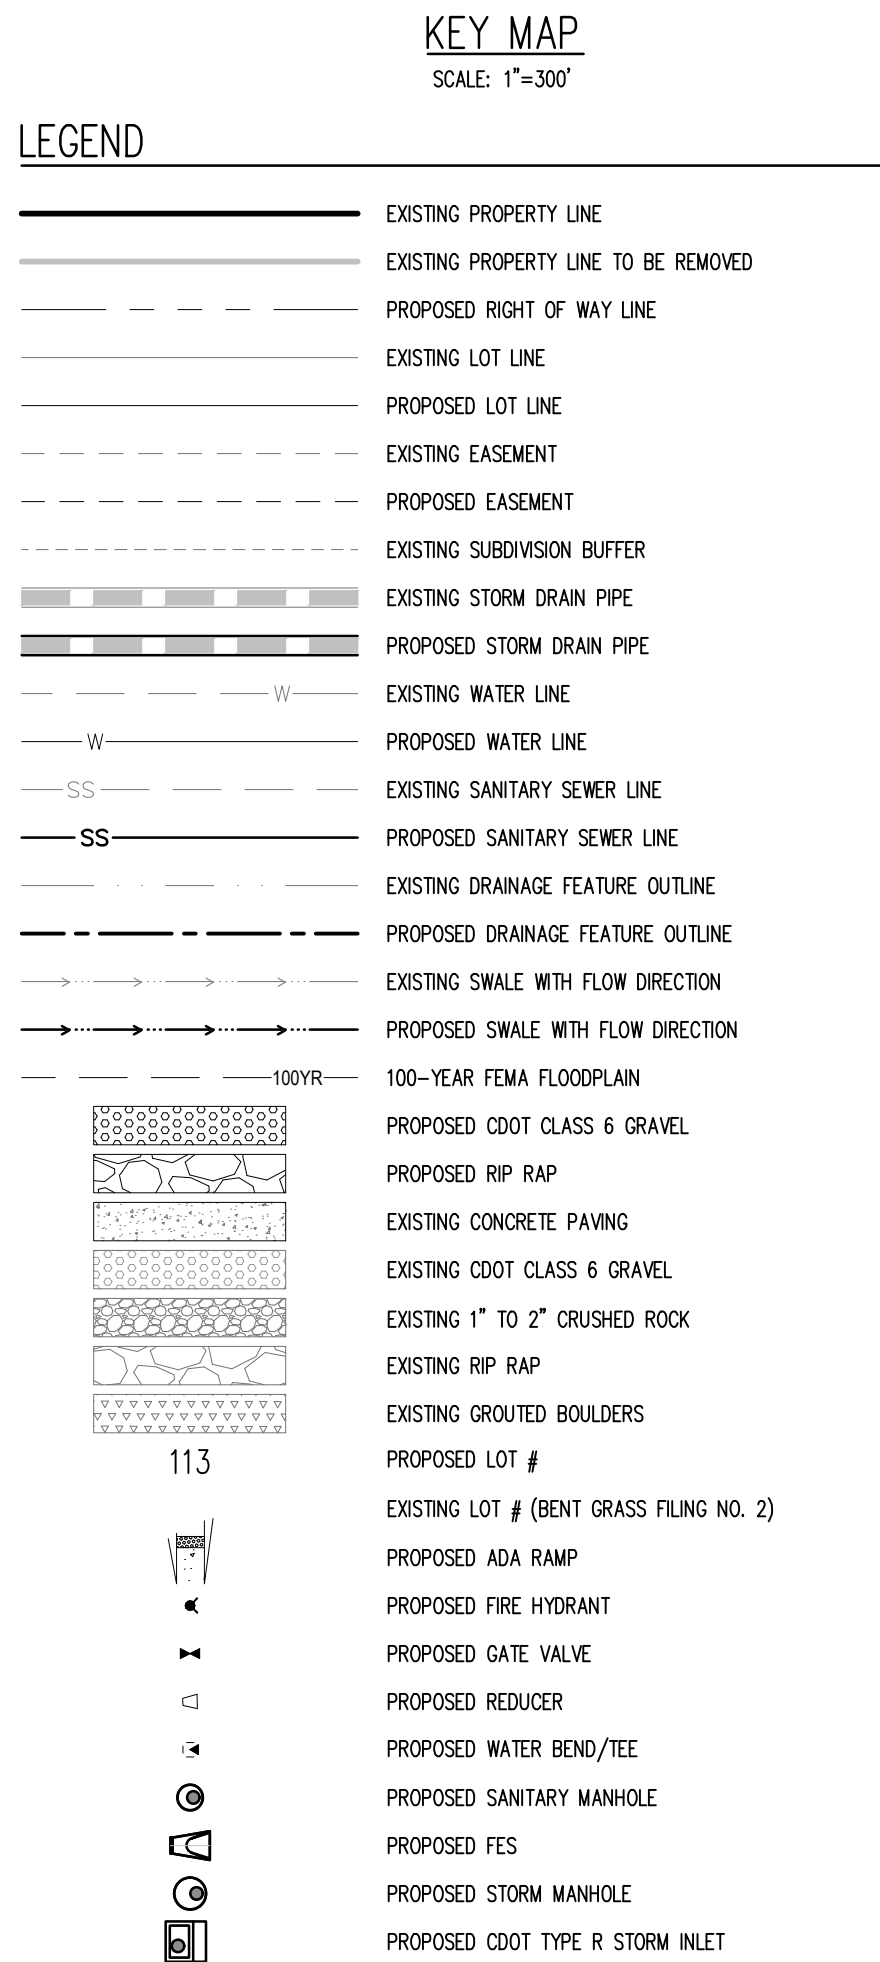 KEY MAP
SCALE: 1"=300'
LEGEND
EXISTING PROPERTY LINE
EXISTING PROPERTY LINE TO BE REMOVED
PROPOSED RIGHT OF WAY LINE
EXISTING LOT LINE
PROPOSED LOT LINE
EXISTING EASEMENT
PROPOSED EASEMENT
EXISTING SUBDIVISION BUFFER
EXISTING STORM DRAIN PIPE
PROPOSED STORM DRAIN PIPE
W EXISTING WATER LINE
W PROPOSED WATER LINE
SS EXISTING SANITARY SEWER LINE
SS PROPOSED SANITARY SEWER LINE
EXISTING DRAINAGE FEATURE OUTLINE
PROPOSED DRAINAGE FEATURE OUTLINE
EXISTING SWALE WITH FLOW DIRECTION
PROPOSED SWALE WITH FLOW DIRECTION
100YR 100-YEAR FEMA FLOODPLAIN
PROPOSED CDOT CLASS 6 GRAVEL
PROPOSED RIP RAP
EXISTING CONCRETE PAVING
EXISTING CDOT CLASS 6 GRAVEL
EXISTING 1" TO 2" CRUSHED ROCK
EXISTING RIP RAP
EXISTING GROUTED BOULDERS
113 PROPOSED LOT #
EXISTING LOT # (BENT GRASS FILING NO. 2)
PROPOSED ADA RAMP
PROPOSED FIRE HYDRANT
PROPOSED GATE VALVE
PROPOSED REDUCER
PROPOSED WATER BEND/TEE
PROPOSED SANITARY MANHOLE
PROPOSED FES
PROPOSED STORM MANHOLE
PROPOSED CDOT TYPE R STORM INLET